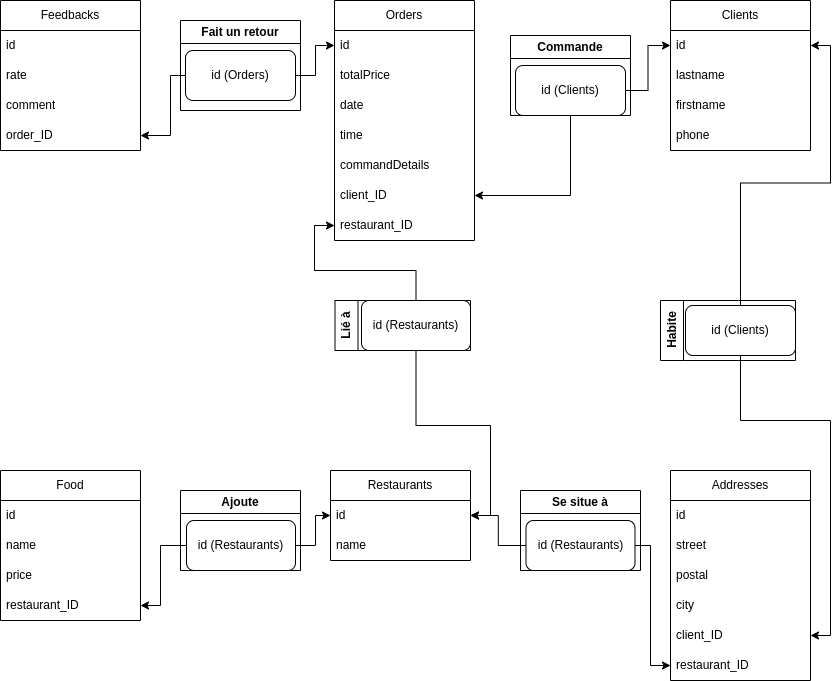 Feedbacks
id
rate
comment
order_ID
Fait un retour
id (Orders)
Orders
id
totalPrice
date
time
commandDetails
client_ID
restaurant_ID
Commande
id (Clients)
Clients
id
lastname
firstname
phone
Lié à
id (Restaurants)
Habite
id (Clients)
Food
id
name
price
restaurant_ID
Ajoute
id (Restaurants)
Restaurants
id
name
Se situe à
id (Restaurants)
Addresses
id
street
postal
city
client_ID
restaurant_ID